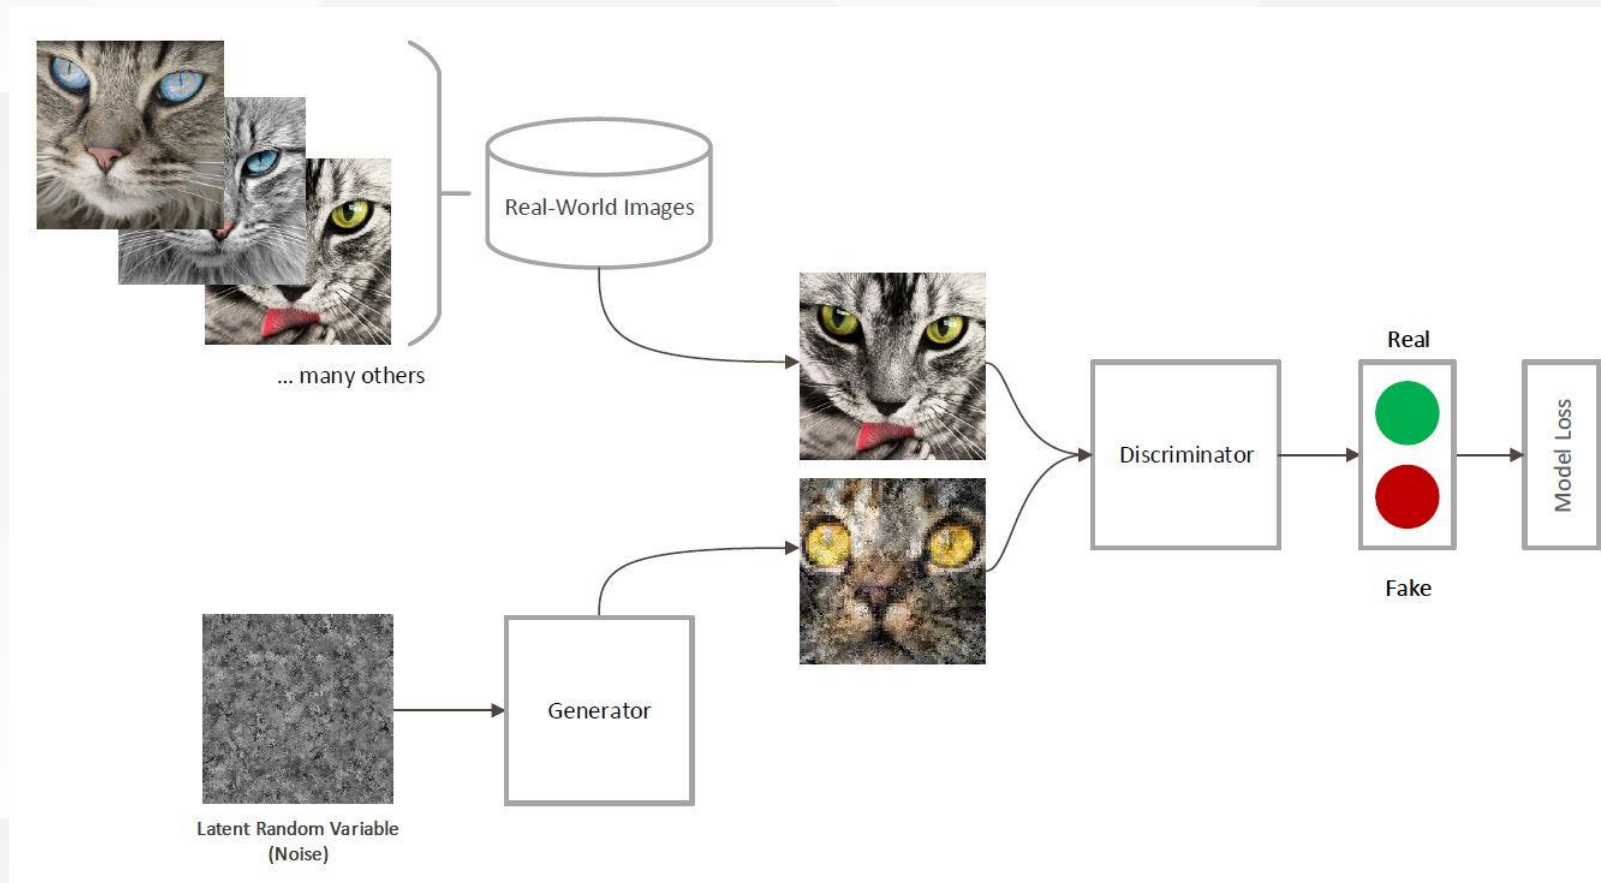 Real-World Images
... many others
Real
Discriminator
Model Loss
Fake
Generator
Latent Random Variable
(Noise)